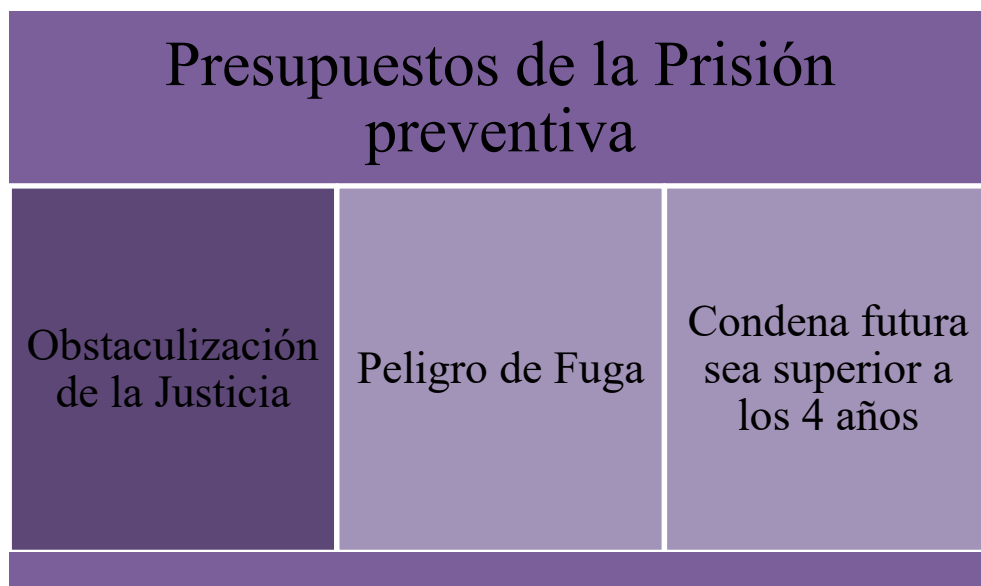 Presupuestos de la Prisión
preventiva
Obstaculización
de la Justicia
Peligro de Fuga
Condena futura
sea superior a
los 4 años